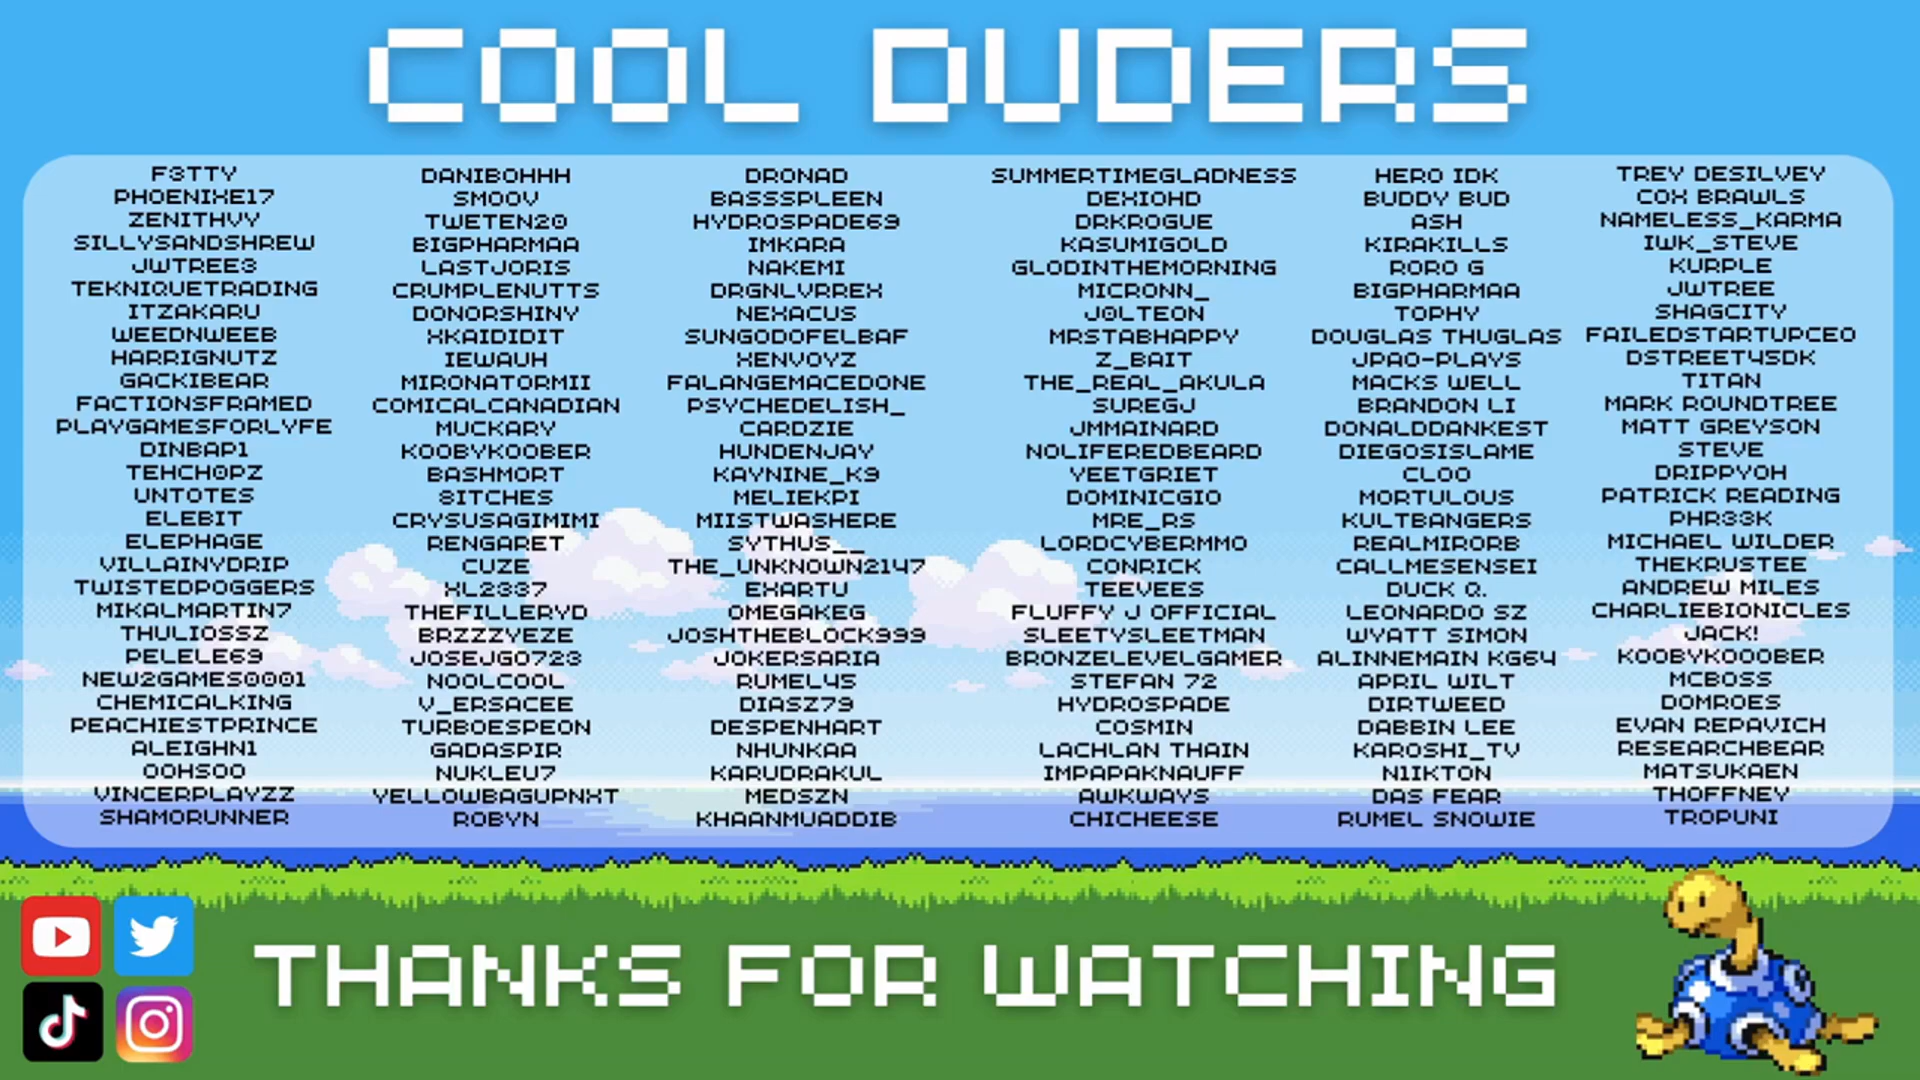 COOL DUDERS
F3TTY
PHOENIXE17
ZENITHVY
SILLYSANDSHREW
JWTREE3
TEKNIQUETRADING
ITZAKARU
WEEDNWEEB
HARRIGNUTZ
GACKIBEAR
FACTIONSFRAMED
PLAYGAMESFORLYFE
DINBAP1
TEHCH0PZ
UNTOTES
ELEBIT
ELEPHAGE
VILLAINYDRIP
TWISTEDPOGGERS
MIKALMARTIN7
THULIOSSZ
PELELE69
NEW2GAMES0001
CHEMICALKING
PEACHIESTPRINCE
ALEIGHN1
OOHSOO
VINCERPLAYZZ
SHAMORUNNER
DANIBOHHH
SMOOV
TWETEN20
BIGPHARMAA
LASTJORIS
CRUMPLENUTTS
DONORSHINY
XKAIDIDIT
IEWAUH
MIRONATORMII
COMICALCANADIAN
MUCKARY
KOOBYKOOBER
BASHMORT
8ITCHES
CRYSUSAGIMIMI
RENGARET
CUZE
XL2337
THEFILLERYD
BRZZZYEZE
JOSEJGO723
NOOLCOOL
V_ERSACEE
TURBOESPEON
GADASPIR
NUKLEU7
YELLOWBAGUPNXT
ROBYN
DRONAD
BASSSPLEEN
HYDROSPADE69
IMKARA
NAKEMI
DRGNLVRREX
NEXACUS
SUNGODOFELBAF
XENVOYZ
FALANGEMACEDONE
PSYCHEDELISH_
CARDZIE
HUNDENJAY
KAYNINE_K9
MELIEKPI
MIISTWASHERE
SYTHUS__
THE_UNKNOWN2147
EXARTU
OMEGAKEG
JOSHTHEBLOCK999
JOKERSARIA
RUMEL45
DIASZ79
DESPENHART
NHUNKAA
KARUDRAKUL
MEDSZN
KHAANMUADDIB
SUMMERTIMEGLADNESS
DEXIOHD
DRKROGUE
KASUMIGOLD
GLODINTHEMORNING
MICRONN_
J0LTEON
MRSTABHAPPY
Z_BAIT
THE_REAL_AKULA
SUREGJ
JMMAINARD
NOLIFEREDBEARD
YEETGRIET
DOMINICGIO
MRE_RS
LORDCYBERMMO
CONRICK
TEEVEES
FLUFFY J OFFICIAL
SLEETYSLEETMAN
BRONZELEVELGAMER
STEFAN 72
HYDROSPADE
COSMIN
LACHLAN THAIN
IMPAPAKNAUFF
AWKWAYS
CHICHEESE
HERO IDK
BUDDY BUD
ASH
KIRAKILLS
RORO G
BIGPHARMAA
TOPHY
DOUGLAS THUGLAS
JPAO-PLAYS
MACKS WELL
BRANDON LI
DONALDDANKEST
DIEGOSISLAME
CLOO
MORTULOUS
KULTBANGERS
REALMIRORB
CALLMESENSEI
DUCK Q.
LEONARDO SZ
WYATT SIMON
ALINNEMAIN KG64
APRIL WILT
DIRTWEED
DABBIN LEE
KAROSHI_TV
N1IKTON
DAS FEAR
RUMEL SNOWIE
TREY DESILVEY
COX BRAWLS
NAMELESS_KARMA
IWK_STEVE
KURPLE
JWTREE
SHAGCITY
FAILEDSTARTUPCEO
DSTREET45DK
TITAN
MARK ROUNDTREE
MATT GREYSON
STEVE
DRIPPYOH
PATRICK READING
PHR33K
MICHAEL WILDER
THEKRUSTEE
ANDREW MILES
CHARLIEBIONICLES
JACK!
KOOBYKOOOBER
MCBOSS
DOMROES
EVAN REPAVICH
RESEARCHBEAR
MATSUKAEN
THOFFNEY
TROPUNI
THANKS FOR WATCHING